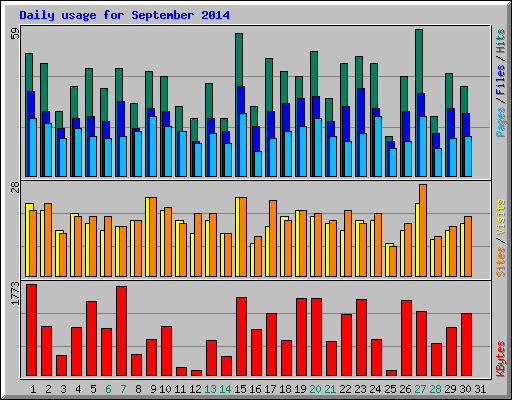 Daily usage for September 2014
59
Pages / Files / Hits
28
Sites / Visits
1773
KBytes
1 2 3 4 5 6 7 8 9 10 11 12 13 14 15 16 17 18 19 20 21 22 23 24 25 26 27 28 29 30 31